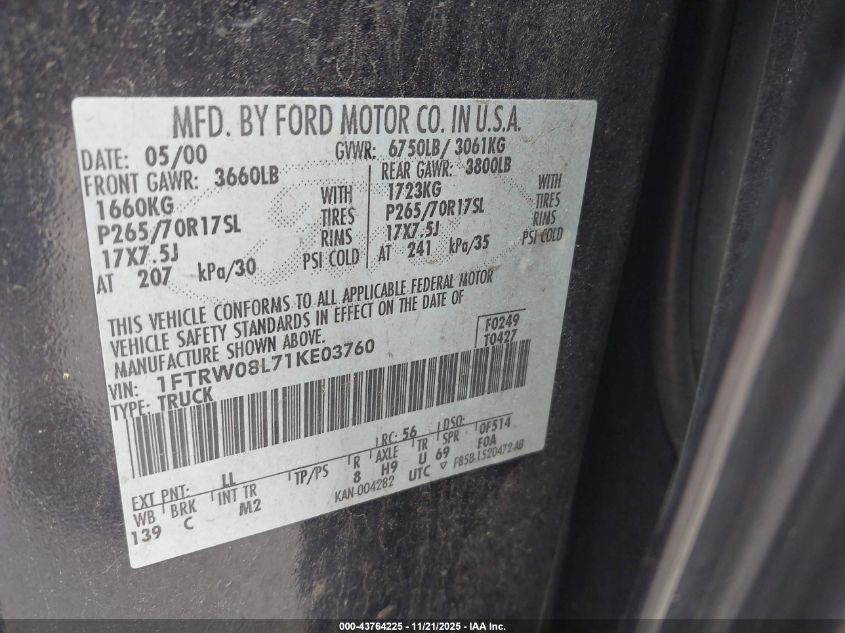 MFD. BY FORD MOTOR CO. IN U.S.A.
DATE: 05/00 GVWR: 6750LB/ 3061KG
FRONT GAWR: 3660LB REAR GAWR: 3800LB
1660KG WITH 1723KG WITH
P265/70R17SL TIRES P265/70R17SL TIRES
17X7.5J RIMS 17X7.5J RIMS
AT 207 kPa/30 PSI COLD AT 241 kPa/35 PSI COLD
THIS VEHICLE CONFORMS TO ALL APPLICABLE FEDERAL MOTOR
VEHICLE SAFETY STANDARDS IN EFFECT ON THE DATE OF
MANUFACTURE SHOWN ABOVE.
F0249
VIN: 1FTRW08L71KE03760 T0427
TYPE: TRUCK
EXT PNT: LL RC: 56 DSO:
WB BRK INT TR TP/PS R AXLE TR SPR 0F514
139 C M2 8 H9 U 69 F0A
KAN-004282 UTC ▽ F85B-1520472-AB
000-43764225 - 11/21/2025 - IAA Inc.